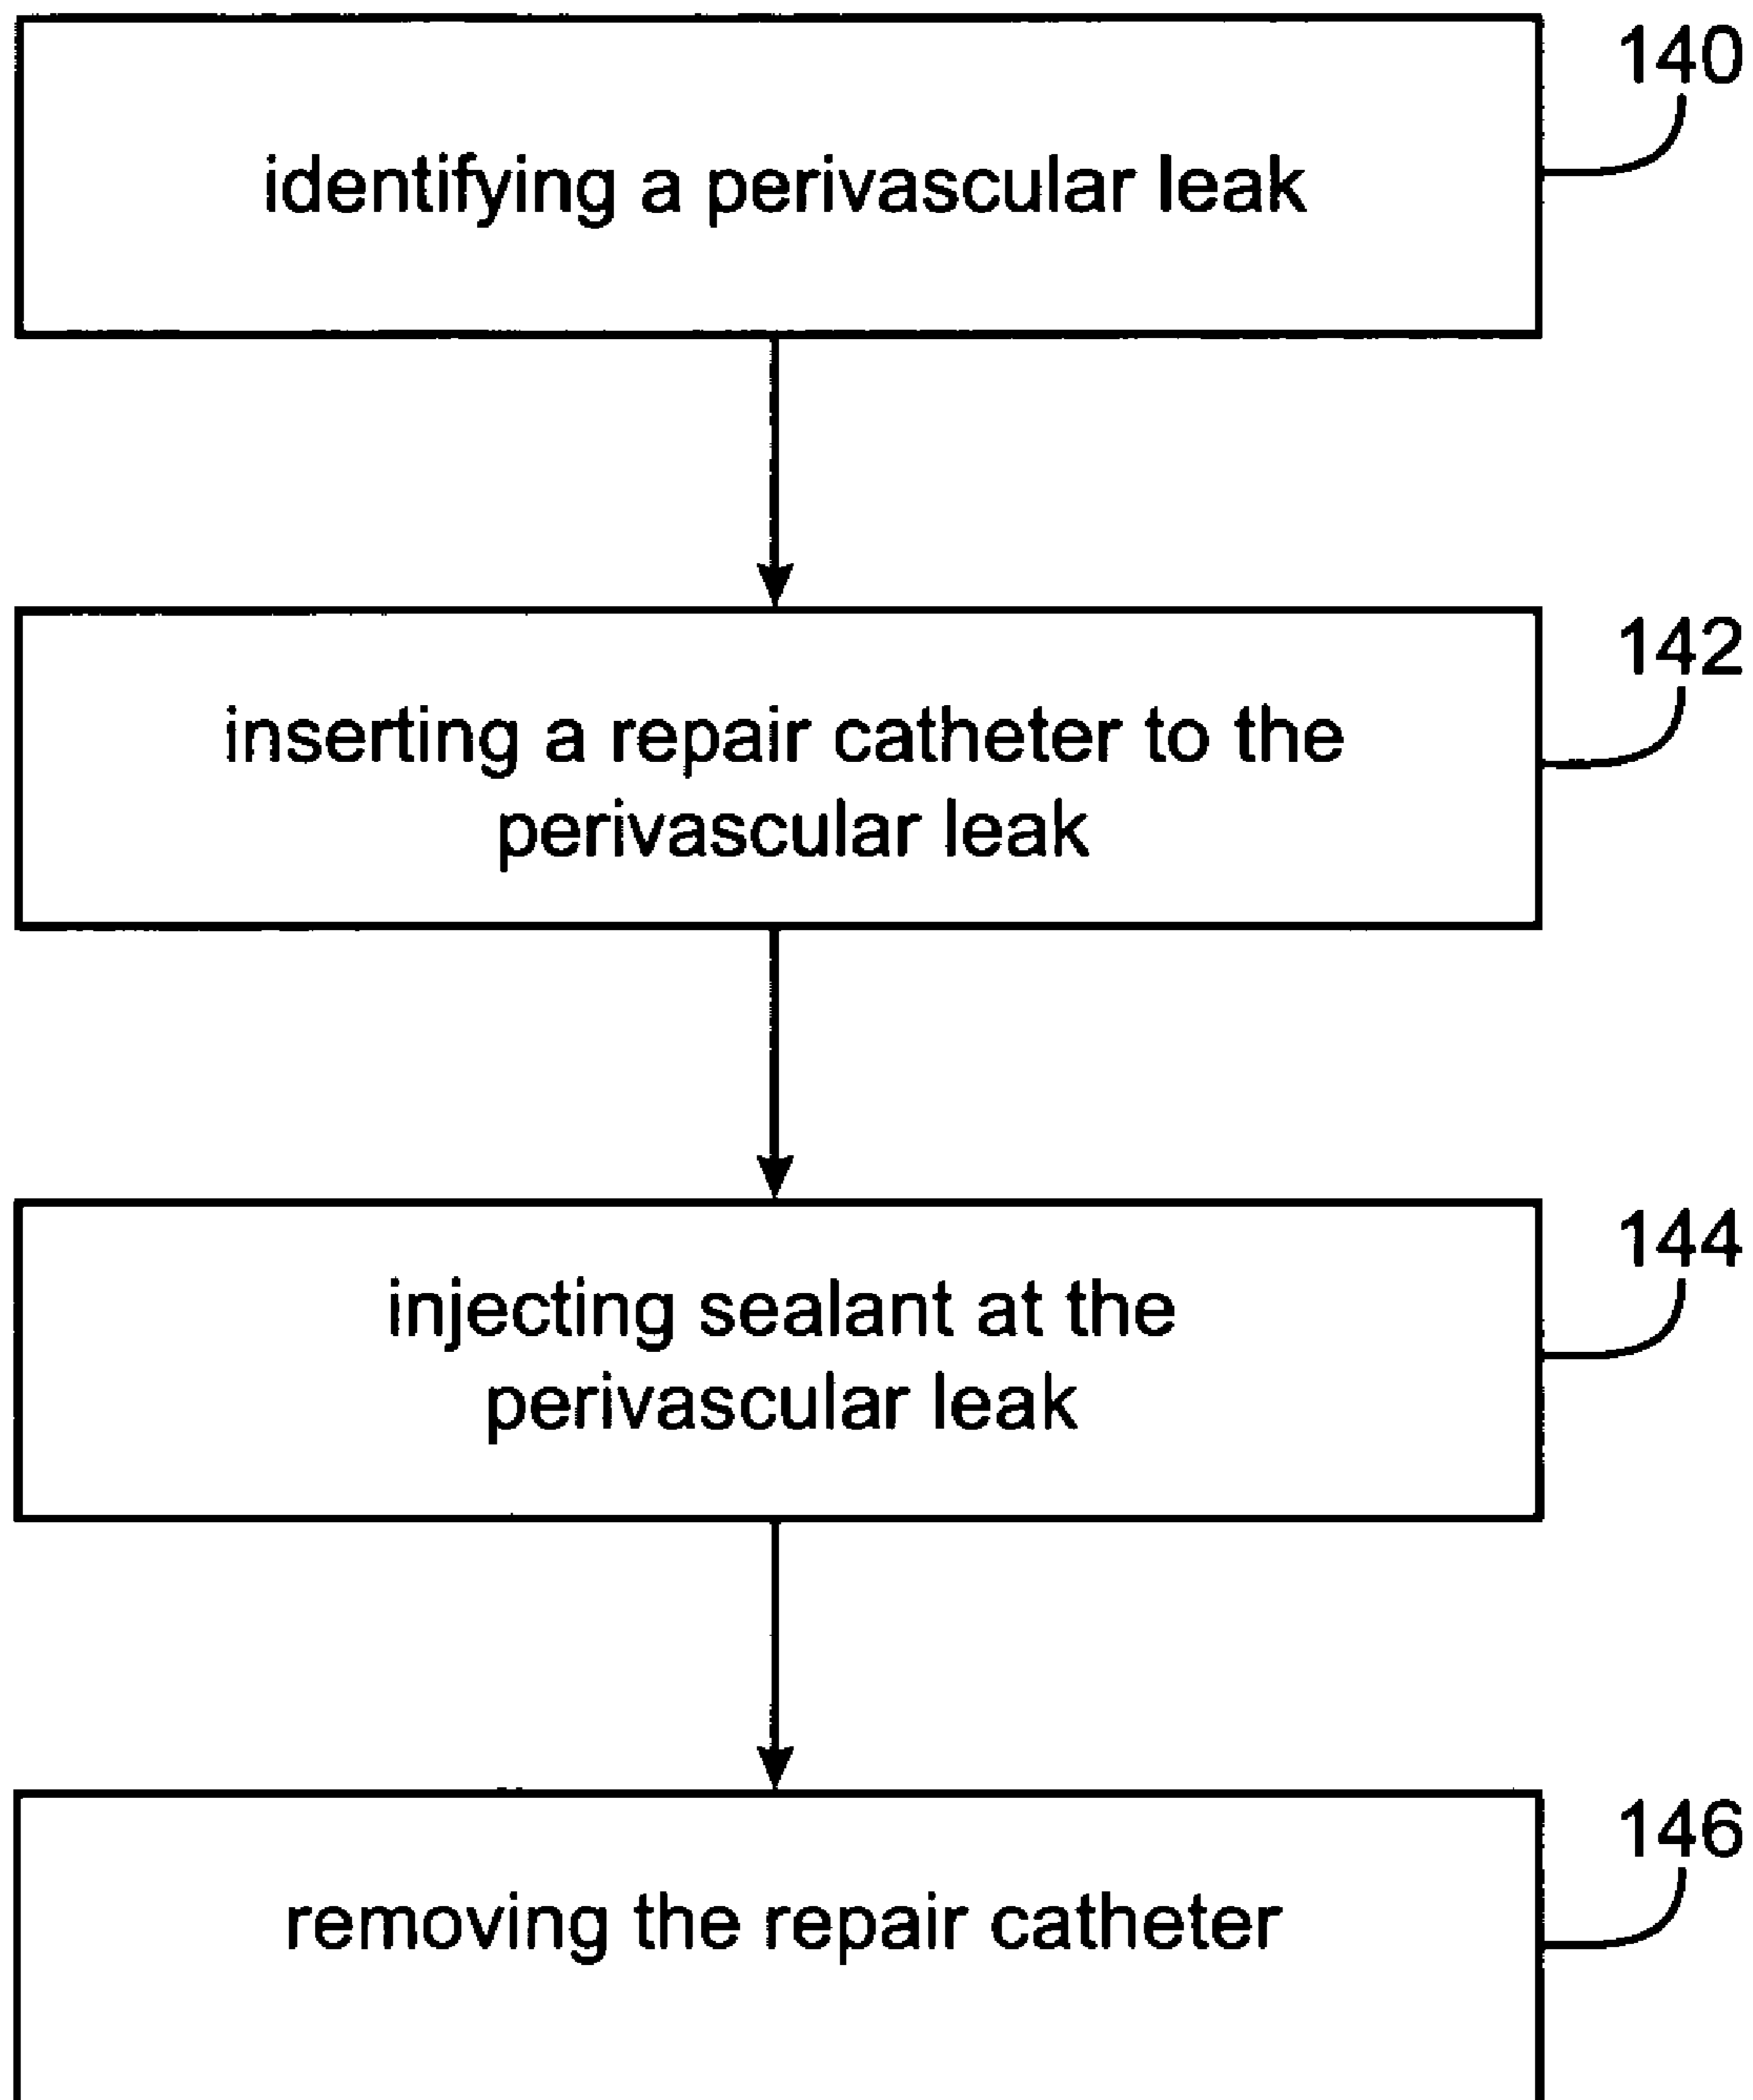 140
identifying a perivascular leak
142
inserting a repair catheter to the
perivascular leak
144
injecting sealant at the
perivascular leak
146
removing the repair catheter